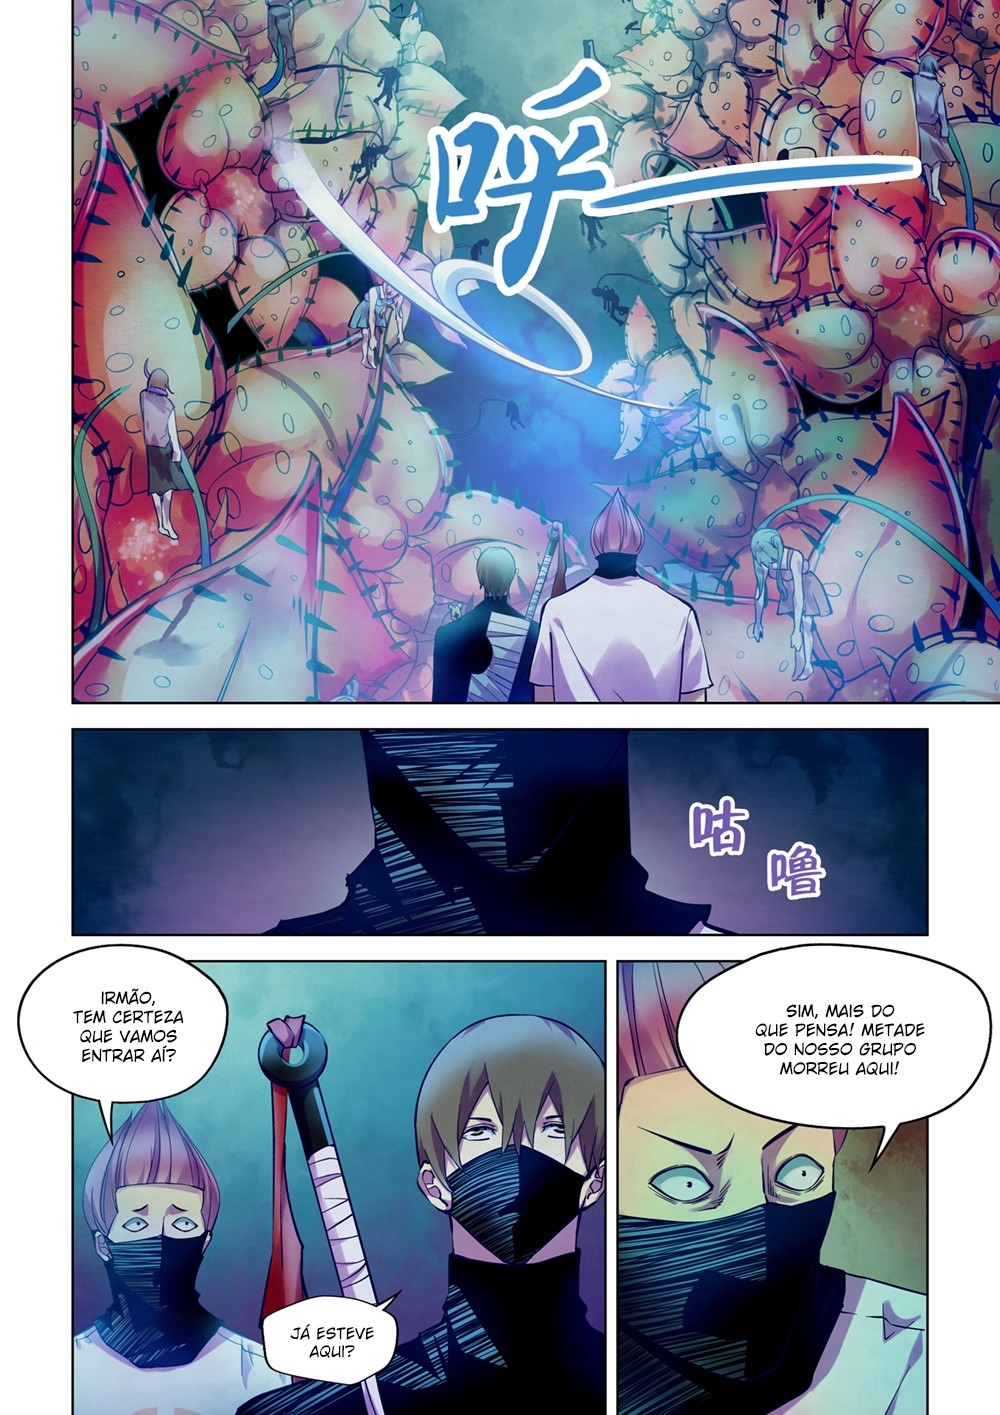 呼
咕
噜
IRMÃO,
TEM CERTEZA
QUE VAMOS
ENTRAR AÍ?
JÁ ESTEVE
AQUI?
SIM, MAIS DO
QUE PENSA! METADE
DO NOSSO GRUPO
MORREU AQUI!